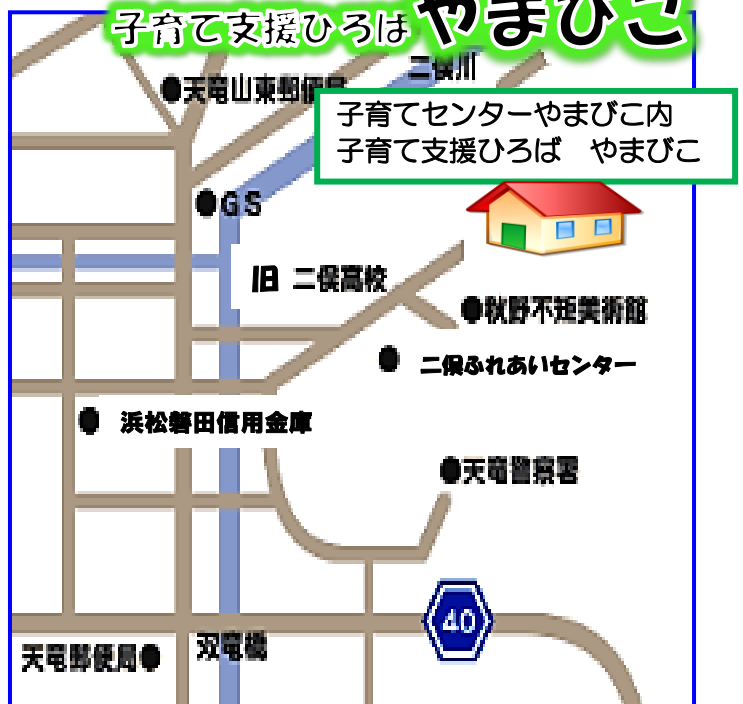 子育て支援ひろば やまびこ
二俣川
●天竜山東郵便局
子育てセンターやまびこ内
子育て支援ひろば　やまびこ
●GS
旧 二俣高校
●秋野不矩美術館
● 二俣ふれあいセンター
● 浜松磐田信用金庫
●天竜警察署
40
双竜橋
天竜郵便局●